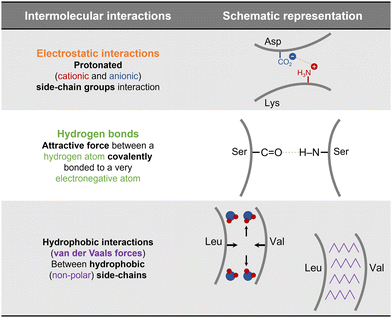 Intermolecular interactions Schematic representation
Electrostatic interactions
Protonated
(cationic and anionic)
side-chain groups interaction
Asp
CO₂ −
+
H₃N
Lys
Hydrogen bonds
Attractive force between a
hydrogen atom covalently
bonded to a very
electronegative atom
Ser C=O H–N Ser
Hydrophobic interactions
(van der Vaals forces)
Between hydrophobic
(non-polar) side-chains
Leu Val
Leu Val